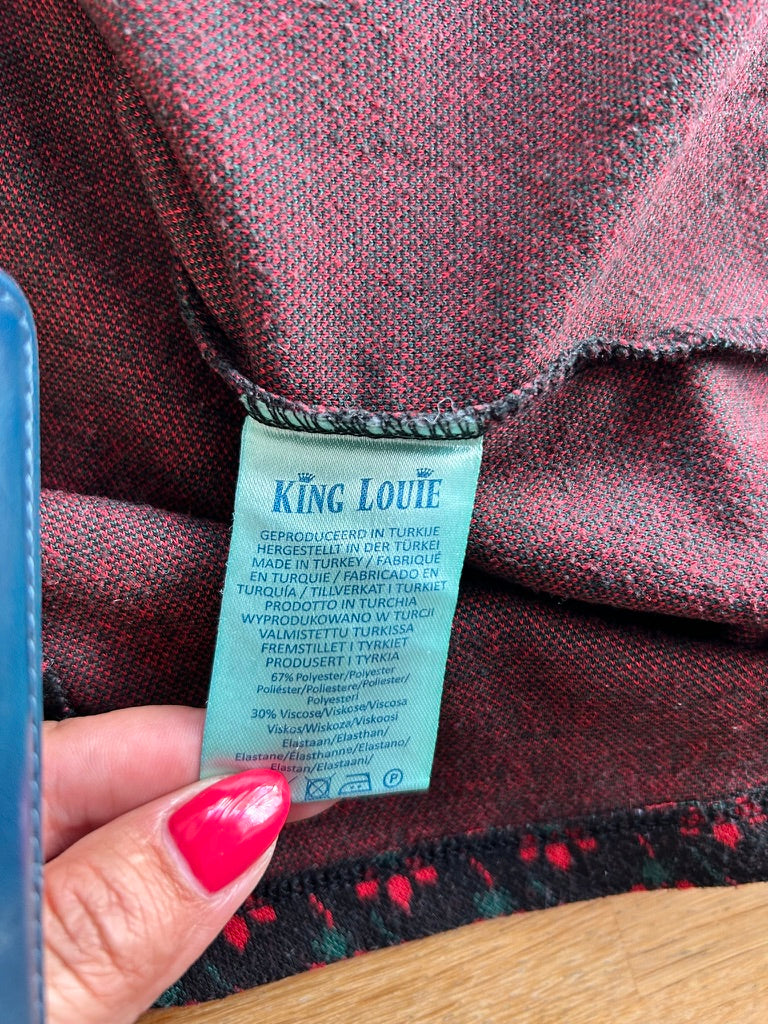 KING LOUIE
GEPRODUCEERD IN TURKIJE
HERGESTELLT IN DER TÜRKEI
MADE IN TURKEY / FABRIQUÉ
EN TURQUIE / FABRICADO EN
TURQUÍA / TILLVERKAT I TURKIET
PRODOTTO IN TURCHIA
WYPRODUKOWANO W TURCJI
VALMISTETTU TURKISSA
FREMSTILLET I TYRKIET
PRODUSERT I TYRKIA
67% Polyester/Polyester
Poliéster/Poliestere/Poliester/
Polyesteri
30% Viscose/Viskose/Viscosa
Viskos/Wiskoza/Viskoosi
Elastaan/Elasthan/
Elastane/Élasthanne/Elastano/
Elastan/Elastaani/
P